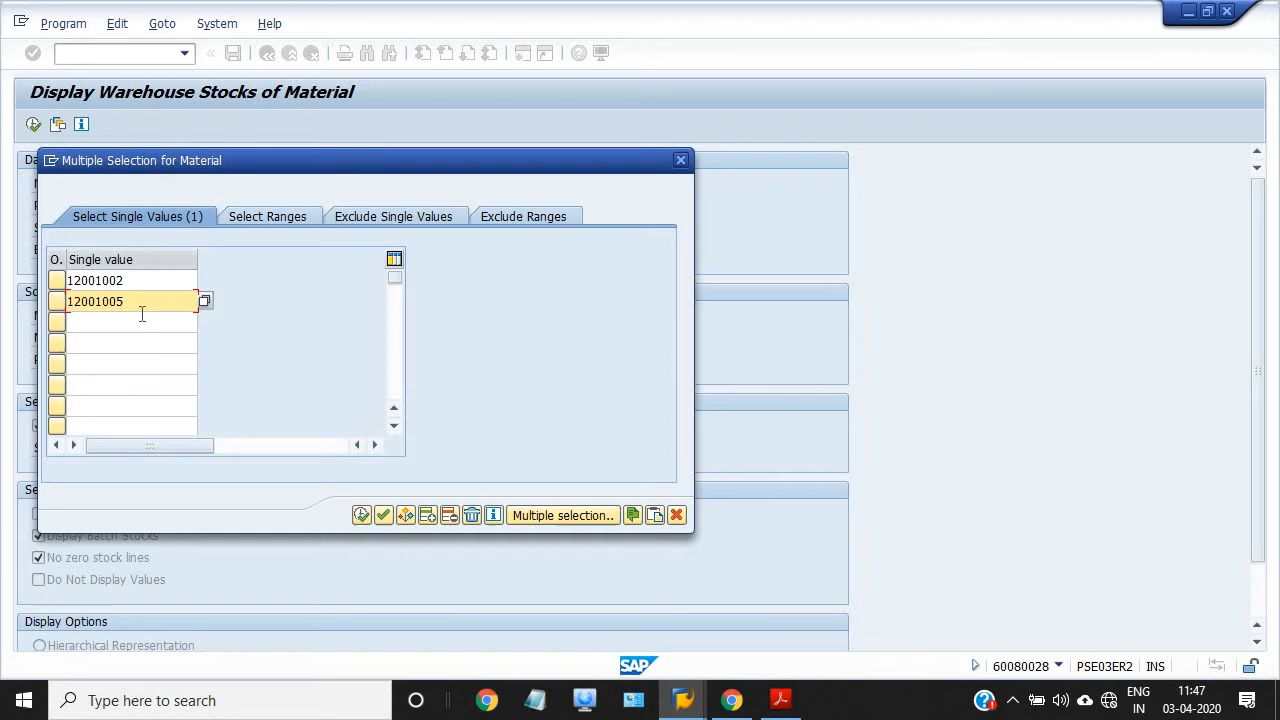 Program Edit Goto System Help
Display Warehouse Stocks of Material
Multiple Selection for Material
Select Single Values (1) Select Ranges Exclude Single Values Exclude Ranges
O. Single value
12001002
12001005
Multiple selection..
Display Batch Stocks
No zero stock lines
Do Not Display Values
Display Options
Hierarchical Representation
SAP 60080028 PSE03ER2 INS
Type here to search
ENG
IN
11:47
03-04-2020